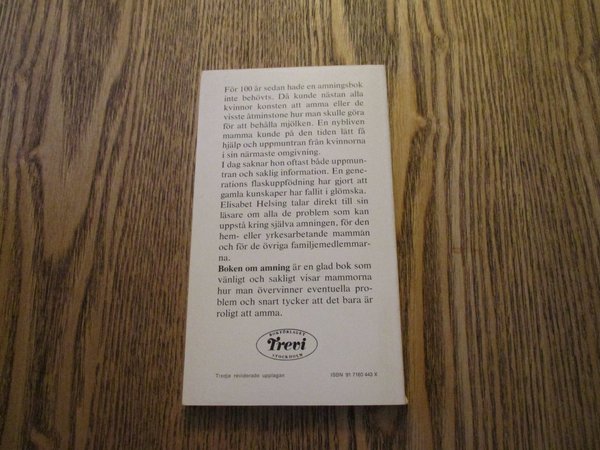 För 100 år sedan hade en amningsbok
inte behövts. Då kunde nästan alla
kvinnor konsten att amma eller de
visste åtminstone hur man skulle göra
för att behålla mjölken. En nybliven
mamma kunde på den tiden lätt få
hjälp och uppmuntran från kvinnorna
i sin närmaste omgivning.
I dag saknar hon oftast både uppmun-
tran och saklig information. En gene-
rations flaskuppfödning har gjort att
gamla kunskaper har fallit i glömska.
Elisabet Helsing talar direkt till sin
läsare om alla de problem som kan
uppstå kring själva amningen, för den
hem- eller yrkesarbetande mamman
och för de övriga familjemedlemmar-
na.
Boken om amning är en glad bok som
vänligt och sakligt visar mammorna
hur man övervinner eventuella pro-
blem och snart tycker att det bara är
roligt att amma.
BOKFÖRLAGET
Trevi
STOCKHOLM
Tredje reviderade upplagan
ISBN 91 7160 443 X